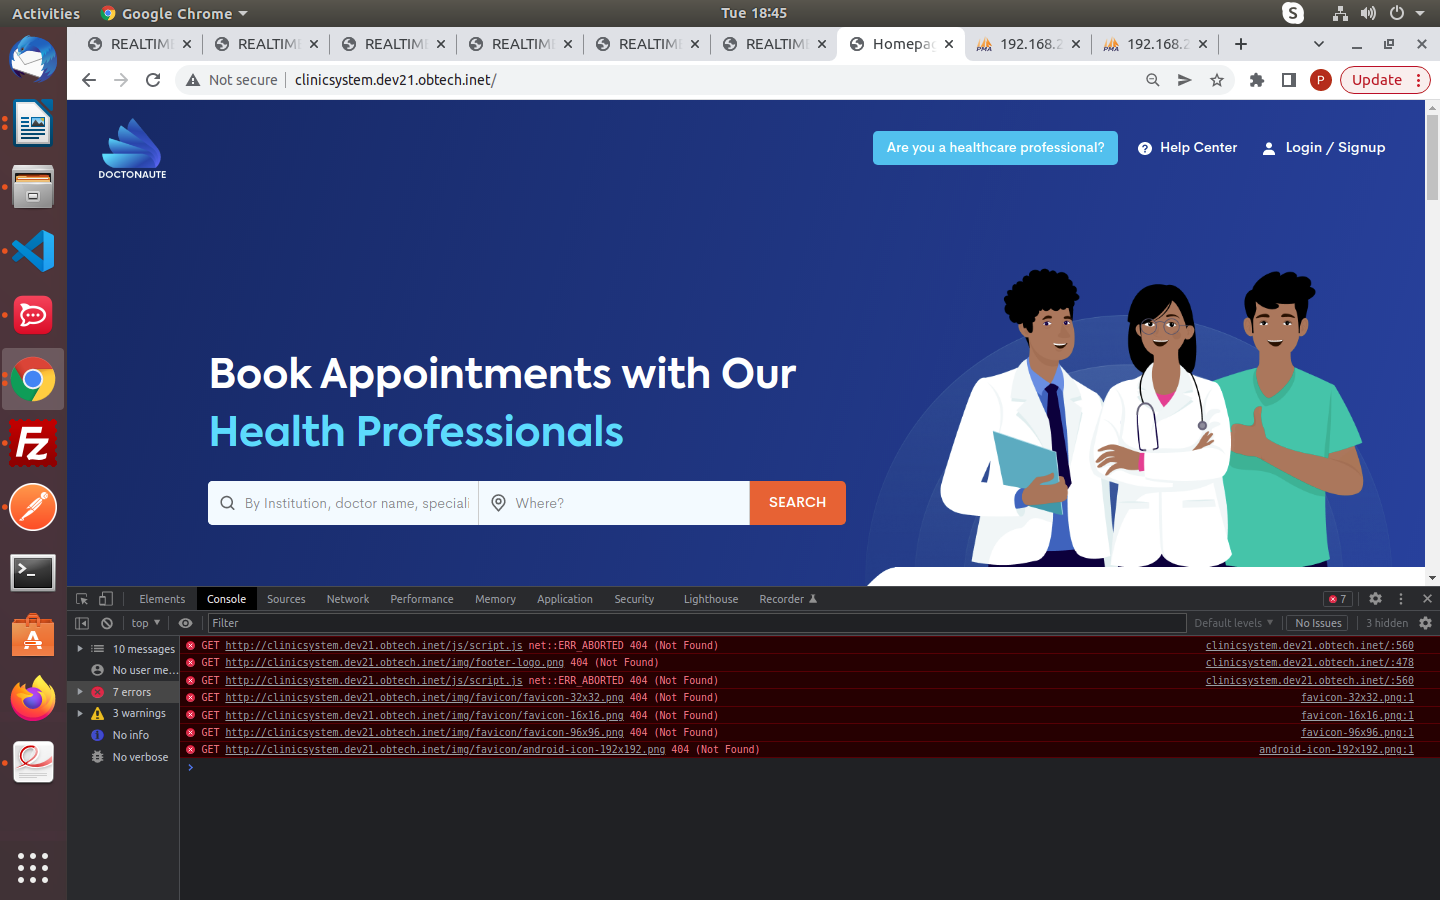 Activities Google Chrome Tue 18:45
REALTIM REALTIM REALTIM REALTIM REALTIM REALTIM Homepag 192.168.2 192.168.2
Not secure clinicsystem.dev21.obtech.inet/ P Update
DOCTONAUTE
Are you a healthcare professional? Help Center Login / Signup
Book Appointments with Our
Health Professionals
By Institution, doctor name, speciali Where? SEARCH
Elements Console Sources Network Performance Memory Application Security Lighthouse Recorder 7
top Filter Default levels No Issues 3 hidden
10 messages
No user me...
7 errors
3 warnings
No info
No verbose
GET http://clinicsystem.dev21.obtech.inet/js/script.js net::ERR_ABORTED 404 (Not Found) clinicsystem.dev21.obtech.inet/:560
GET http://clinicsystem.dev21.obtech.inet/img/footer-logo.png 404 (Not Found) clinicsystem.dev21.obtech.inet/:478
GET http://clinicsystem.dev21.obtech.inet/js/script.js net::ERR_ABORTED 404 (Not Found) clinicsystem.dev21.obtech.inet/:560
GET http://clinicsystem.dev21.obtech.inet/img/favicon/favicon-32x32.png 404 (Not Found) favicon-32x32.png:1
GET http://clinicsystem.dev21.obtech.inet/img/favicon/favicon-16x16.png 404 (Not Found) favicon-16x16.png:1
GET http://clinicsystem.dev21.obtech.inet/img/favicon/favicon-96x96.png 404 (Not Found) favicon-96x96.png:1
GET http://clinicsystem.dev21.obtech.inet/img/favicon/android-icon-192x192.png 404 (Not Found) android-icon-192x192.png:1